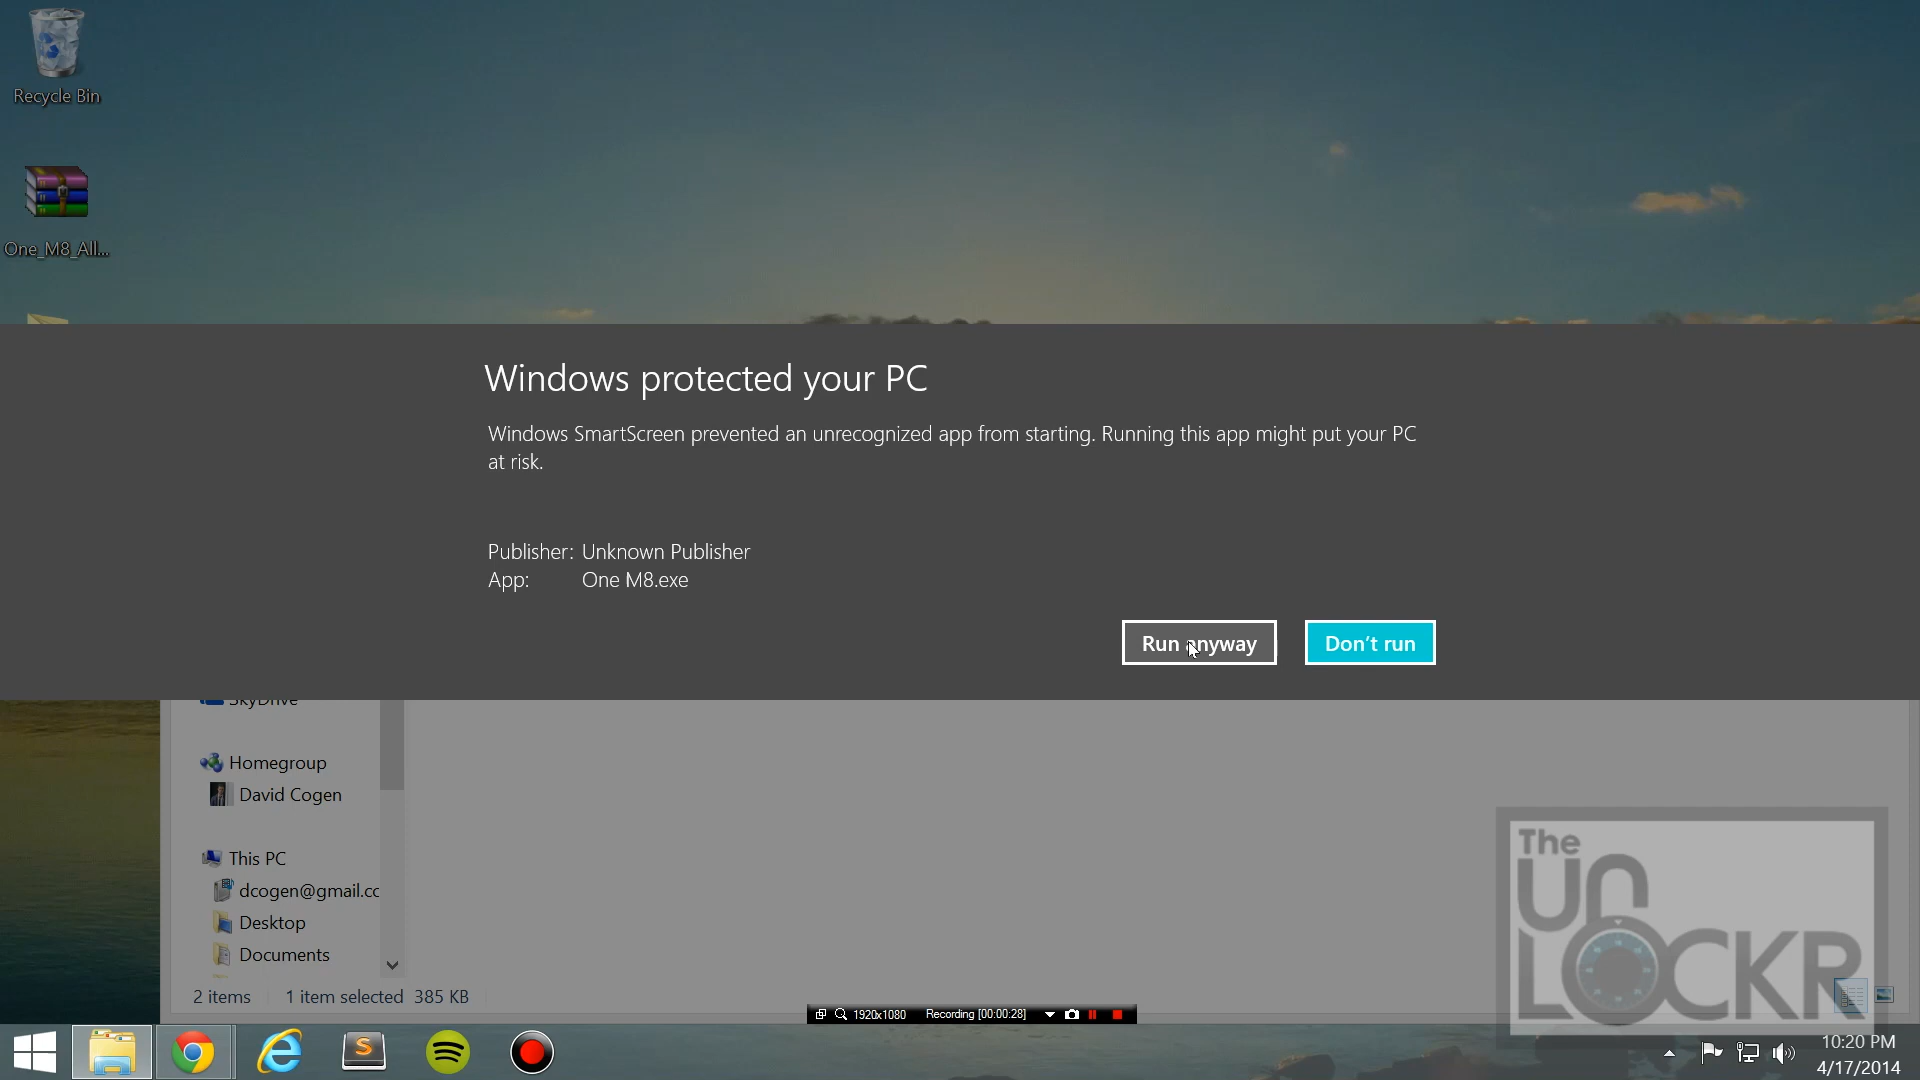 Recycle Bin
One_M8_All...
Windows protected your PC
Windows SmartScreen prevented an unrecognized app from starting. Running this app might put your PC
at risk.
Publisher: Unknown Publisher
App: One M8.exe
Run anyway
Don't run
SkyDrive
Homegroup
David Cogen
This PC
dcogen@gmail.cc
Desktop
Documents
2 items 1 item selected 385 KB
The
UN
LOCKR
1920x1080 Recording [00:00:28]
S
10:20 PM
4/17/2014